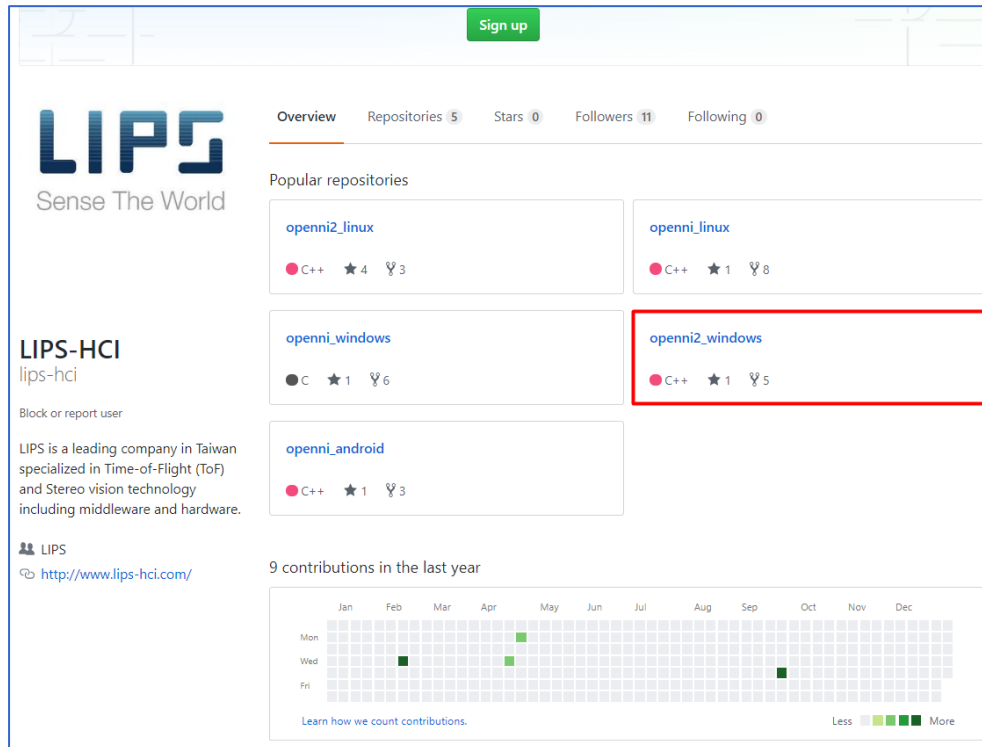 Sign up
LIPS
Sense The World
LIPS-HCI
lips-hci
Block or report user
LIPS is a leading company in Taiwan
specialized in Time-of-Flight (ToF)
and Stereo vision technology
including middleware and hardware.
LIPS
http://www.lips-hci.com/
Overview Repositories 5 Stars 0 Followers 11 Following 0
Popular repositories
openni2_linux
C++ 4 3
openni_linux
C++ 1 8
openni_windows
C 1 6
openni2_windows
C++ 1 5
openni_android
C++ 1 3
9 contributions in the last year
Jan Feb Mar Apr May Jun Jul Aug Sep Oct Nov Dec
Mon
Wed
Fri
Learn how we count contributions. Less More